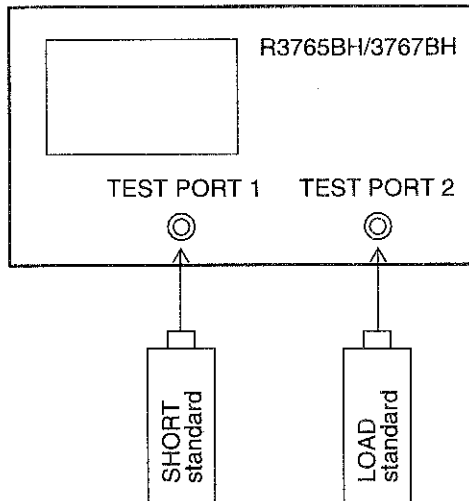 R3765BH/3767BH
TEST PORT 1
TEST PORT 2
SHORT
standard
LOAD
standard